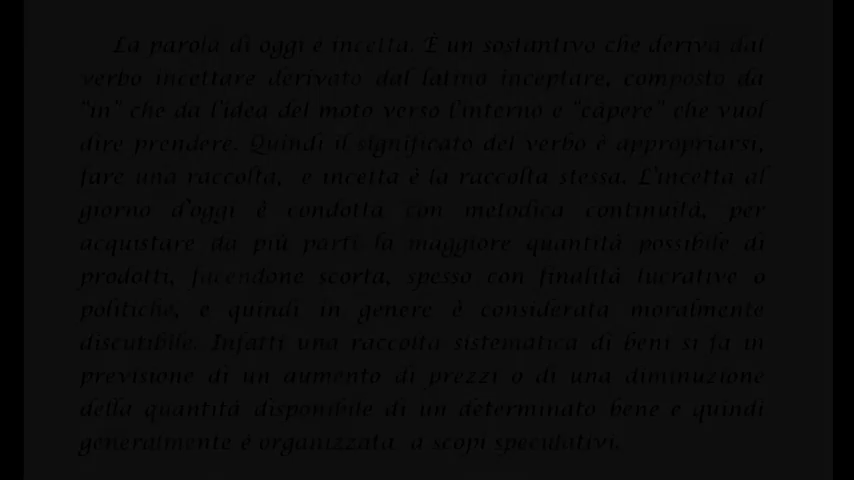 La parola di oggi è incetta. È un sostantivo che deriva dal
verbo incettare derivato dal latino inceptare, composto da
"in" che da l'idea del moto verso l'interno e "càpere" che vuol
dire prendere. Quindi il significato del verbo è appropriarsi,
fare una raccolta, e incetta è la raccolta stessa. L'incetta al
giorno d'oggi è condotta con metodica continuità, per
acquistare da più parti la maggiore quantità possibile di
prodotti, facendone scorta, spesso con finalità lucrative o
politiche, e quindi in genere è considerata moralmente
discutibile. Infatti una raccolta sistematica di beni si fa in
previsione di un aumento di prezzi o di una diminuzione
della quantità disponibile di un determinato bene e quindi
generalmente è organizzata a scopi speculativi.